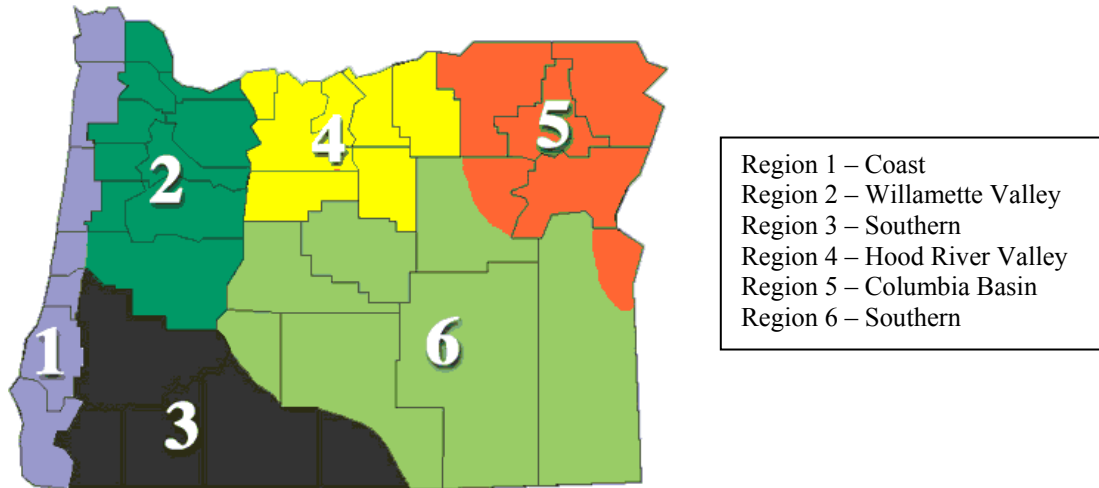 1
2
3
4
5
6
Region 1 – Coast
Region 2 – Willamette Valley
Region 3 – Southern
Region 4 – Hood River Valley
Region 5 – Columbia Basin
Region 6 – Southern